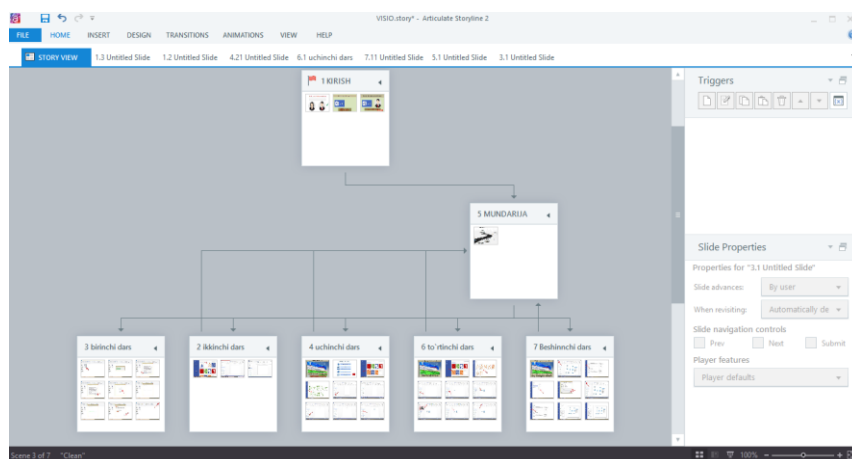 VISIO.story* - Articulate Storyline 2
FILE HOME INSERT DESIGN TRANSITIONS ANIMATIONS VIEW HELP
STORY VIEW 1.3 Untitled Slide 1.2 Untitled Slide 4.21 Untitled Slide 6.1 uchinchi dars 7.11 Untitled Slide 5.1 Untitled Slide 3.1 Untitled Slide
1 KIRISH
Triggers
5 MUNDARIJA
Slide Properties
Properties for "3.1 Untitled Slide"
Slide advances: By user
When revisiting: Automatically de
Slide navigation controls
Prev Next Submit
Player features
Player defaults
3 birinchi dars 2 ikkinchi dars 4 uchinchi dars 6 to`rtinchi dars 7 Beshinnchi dars
Scene 3 of 7 "Clean" 100%